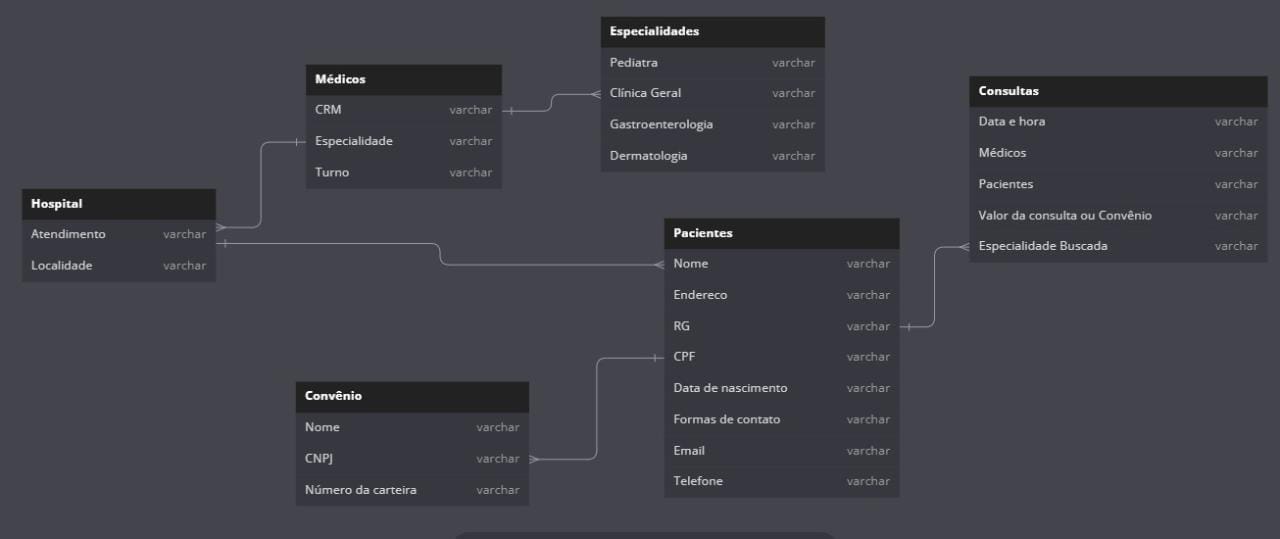 Especialidades
Pediatra varchar
Clínica Geral varchar
Gastroenterologia varchar
Dermatologia varchar
Médicos
CRM varchar
Especialidade varchar
Turno varchar
Consultas
Data e hora varchar
Médicos varchar
Pacientes varchar
Valor da consulta ou Convênio varchar
Especialidade Buscada varchar
Hospital
Atendimento varchar
Localidade varchar
Pacientes
Nome varchar
Endereco varchar
RG varchar
CPF varchar
Data de nascimento varchar
Formas de contato varchar
Email varchar
Telefone varchar
Convênio
Nome varchar
CNPJ varchar
Número da carteira varchar